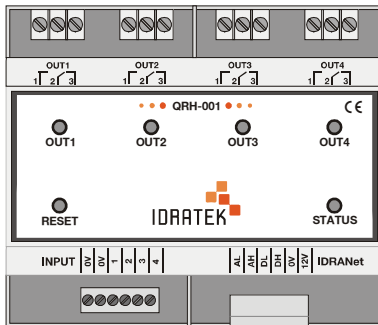 OUT1 OUT2 OUT3 OUT4
1 2 3 1 2 3 1 2 3 1 2 3
QRH-001 CE
OUT1 OUT2 OUT3 OUT4
RESET IDRATEK STATUS
INPUT 0V 0V 1 2 3 4 AL AH DL DH 0V 12V IDRANet